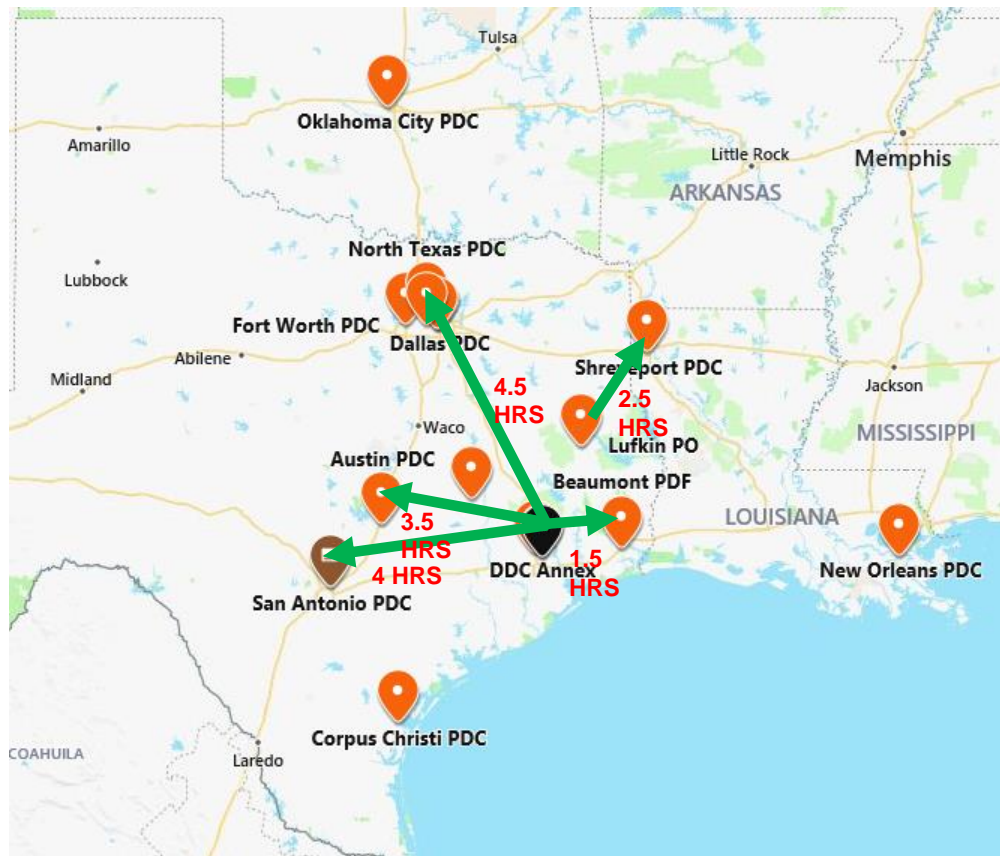 Tulsa
Oklahoma City PDC
Amarillo
Little Rock
Memphis
ARKANSAS
North Texas PDC
Lubbock
Fort Worth PDC
Dallas PDC
Abilene
Shreveport PDC
Midland
4.5
HRS
2.5
HRS
Jackson
Waco
Lufkin PO
MISSISSIPPI
Austin PDC
Beaumont PDF
3.5
HRS
LOUISIANA
4 HRS
DDC Annex
1.5
HRS
New Orleans PDC
San Antonio PDC
Corpus Christi PDC
COAHUILA
Laredo